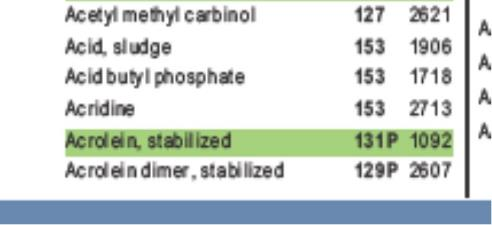 Acetyl methyl carbinol 127 2621
Acid, sludge 153 1906
Acid butyl phosphate 153 1718
Acridine 153 2713
Acrolein, stabilized 131P 1092
Acrolein dimer, stabilized 129P 2607